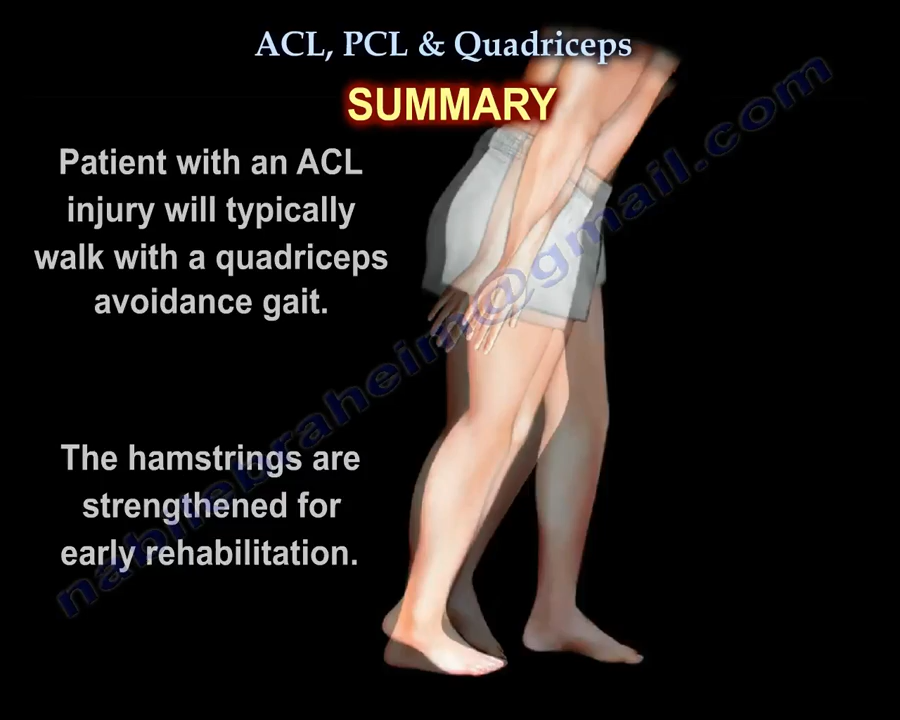 ACL, PCL & Quadriceps
SUMMARY
Patient with an ACL
injury will typically
walk with a quadriceps
avoidance gait.
The hamstrings are
strengthened for
early rehabilitation.
nabilebraheim@gmail.com